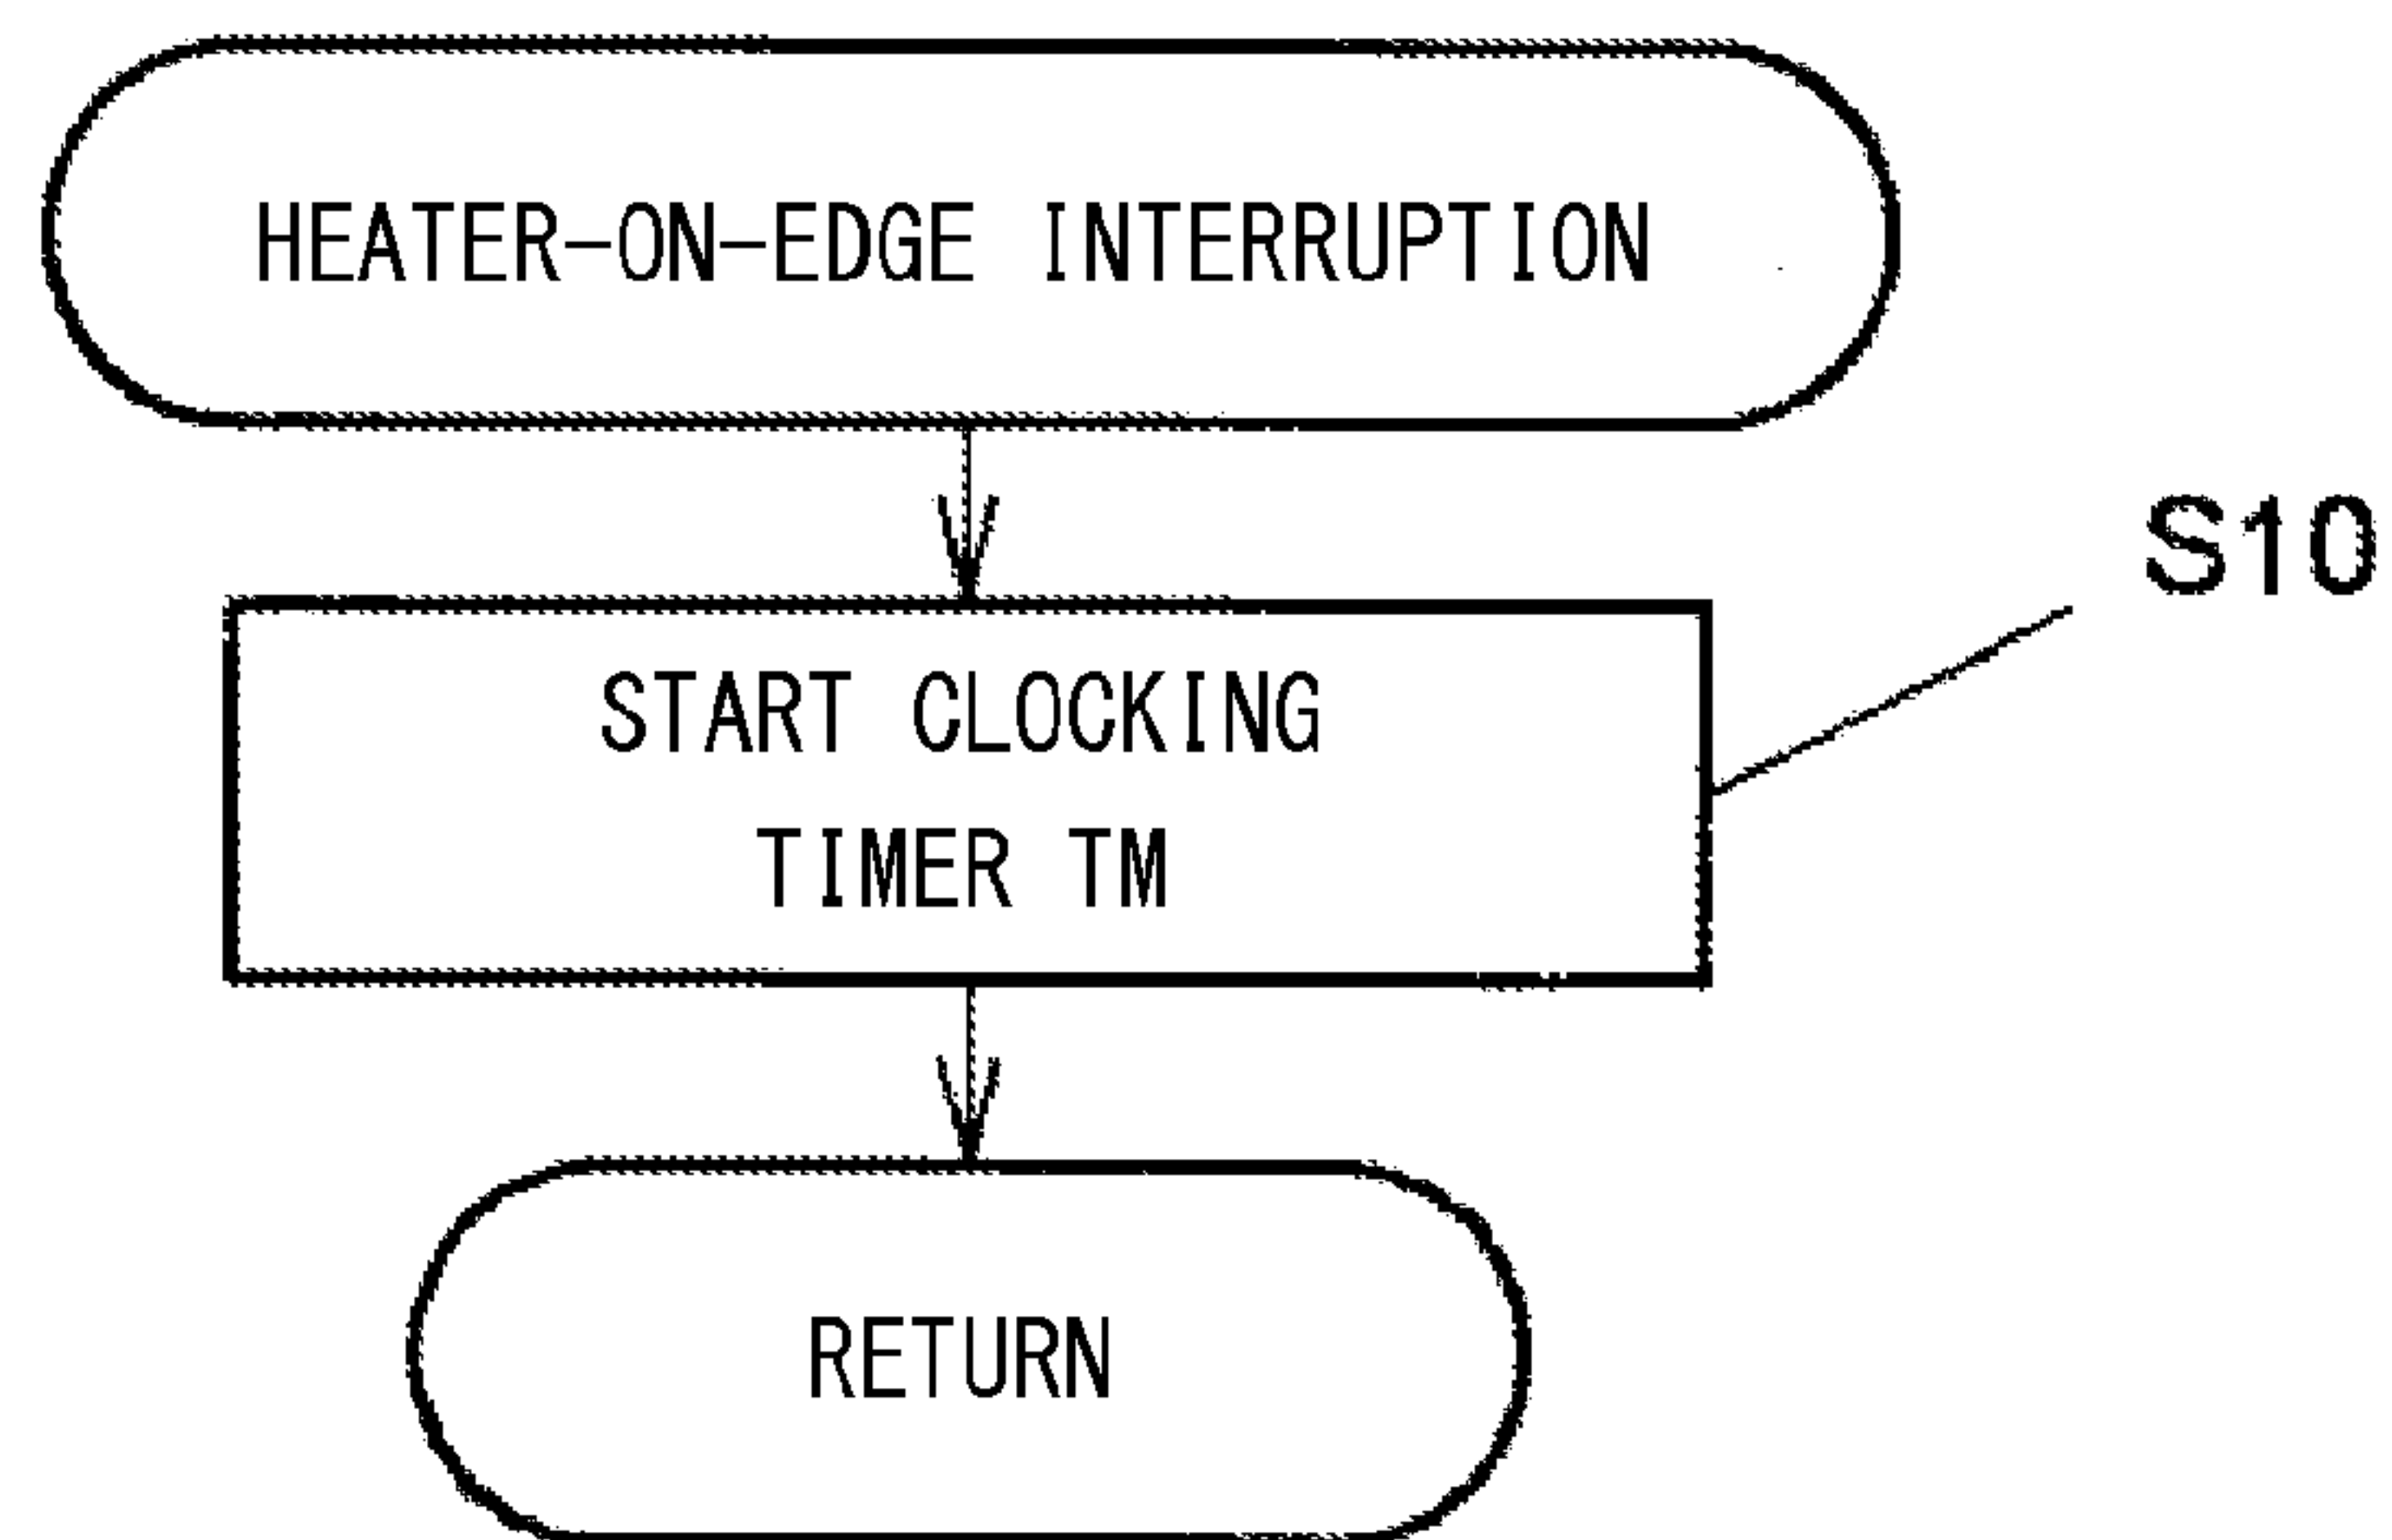 HEATER-ON-EDGE INTERRUPTION
S10
START CLOCKING
TIMER TM
RETURN